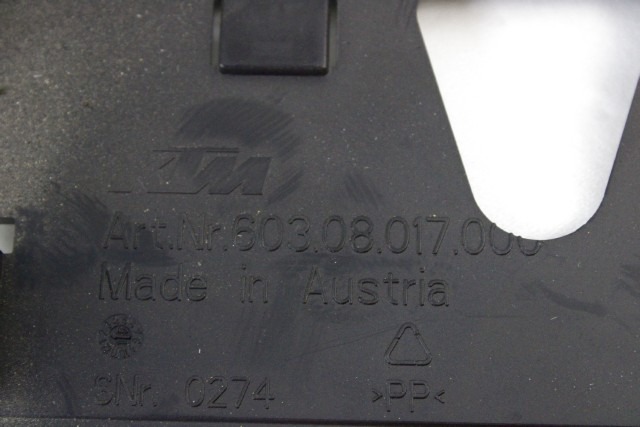 KTM
Art.Nr.603.08.017.000
Made in Austria
SNr. 0274
>PP<